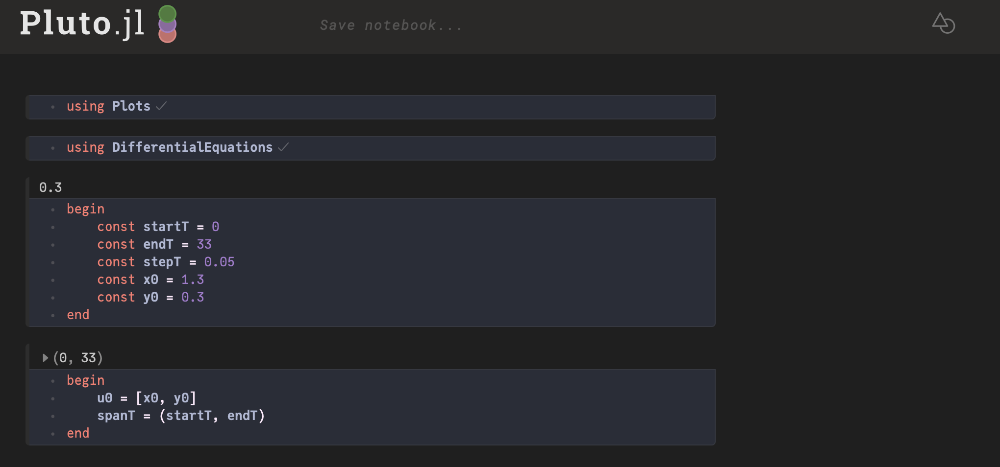 Pluto.jl
Save notebook...
using Plots
using DifferentialEquations
0.3
begin
const startT = 0
const endT = 33
const stepT = 0.05
const x0 = 1.3
const y0 = 0.3
end
(0, 33)
begin
u0 = [x0, y0]
spanT = (startT, endT)
end